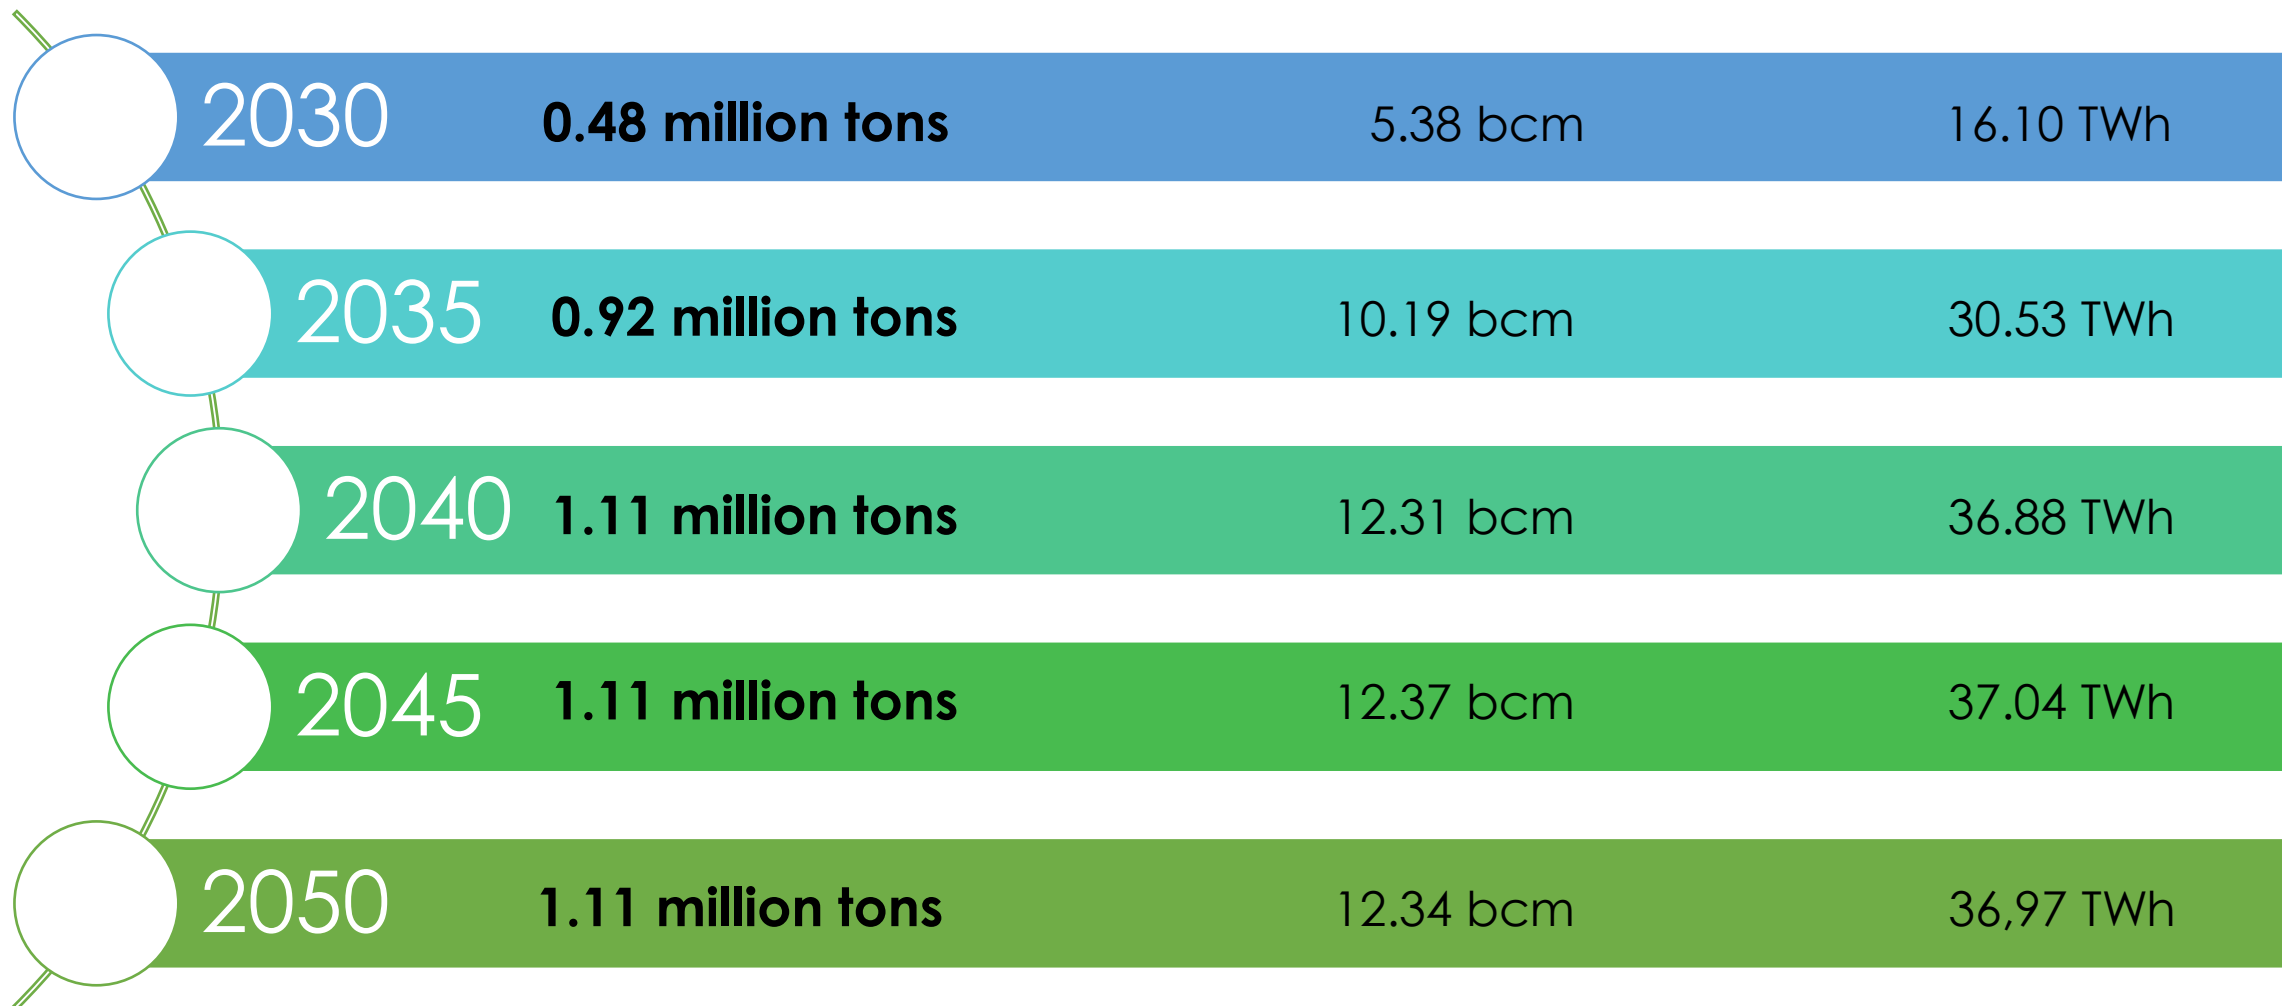 2030 0.48 million tons 5.38 bcm 16.10 TWh
2035 0.92 million tons 10.19 bcm 30.53 TWh
2040 1.11 million tons 12.31 bcm 36.88 TWh
2045 1.11 million tons 12.37 bcm 37.04 TWh
2050 1.11 million tons 12.34 bcm 36,97 TWh